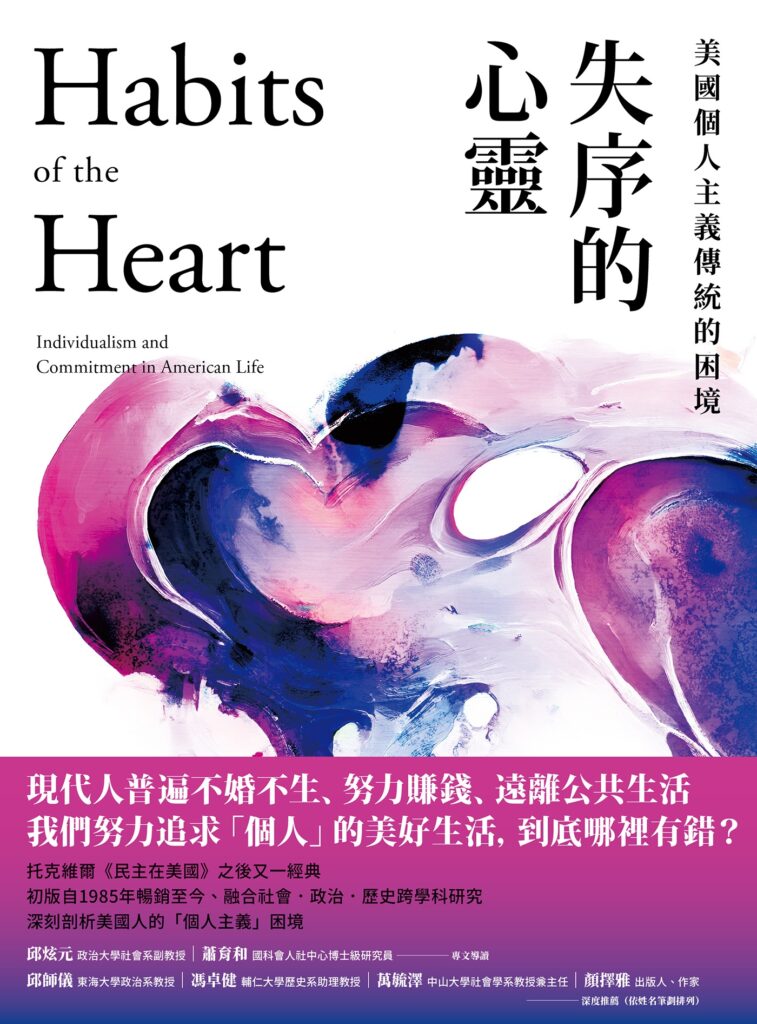 Habits
of the
Heart
Individualism and
Commitment in American Life
美國個人主義傳統的困境
失序的
心靈
現代人普遍不婚不生、努力賺錢、遠離公共生活
我們努力追求「個人」的美好生活,到底哪裡有錯?
托克維爾《民主在美國》之後又一經典
初版自1985年暢銷至今、融合社會.政治.歷史跨學科研究
深刻剖析美國人的「個人主義」困境
邱炫元 政治大學社會系副教授|蕭育和 國科會人社中心博士級研究員————專文導讀
邱師儀 東海大學政治系教授|馮卓健 輔仁大學歷史系助理教授|萬毓澤 中山大學社會學系教授兼主任|顏擇雅 出版人、作家
————深度推薦(依姓名筆劃排列)